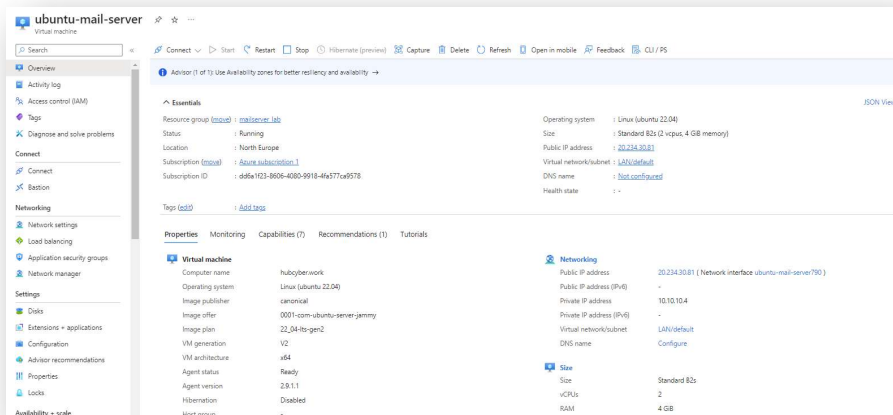 ubuntu-mail-server
Virtual machine
Search
«
Connect
Start
Restart
Stop
Hibernate (preview)
Capture
Delete
Refresh
Open in mobile
Feedback
CLI / PS
Overview
Activity log
Access control (IAM)
Tags
Diagnose and solve problems
Connect
Connect
Bastion
Networking
Network settings
Load balancing
Application security groups
Network manager
Settings
Disks
Extensions + applications
Configuration
Advisor recommendations
Properties
Locks
Availability + scale
Advisor (1 of 1): Use Availability zones for better resiliency and availability →
Essentials
JSON View
Resource group (move) : mailserver_lab
Status : Running
Location : North Europe
Subscription (move) : Azure subscription 1
Subscription ID : dd6a1f23-8606-4080-9918-4fa577ca9578
Operating system : Linux (ubuntu 22.04)
Size : Standard B2s (2 vcpus, 4 GiB memory)
Public IP address : 20.234.30.81
Virtual network/subnet : LAN/default
DNS name : Not configured
Health state : -
Tags (edit) : Add tags
Properties Monitoring Capabilities (7) Recommendations (1) Tutorials
Virtual machine
Computer name hubcyber.work
Operating system Linux (ubuntu 22.04)
Image publisher canonical
Image offer 0001-com-ubuntu-server-jammy
Image plan 22_04-lts-gen2
VM generation V2
VM architecture x64
Agent status Ready
Agent version 2.9.1.1
Hibernation Disabled
Host group -
Networking
Public IP address 20.234.30.81 ( Network interface ubuntu-mail-server790 )
Public IP address (IPv6) -
Private IP address 10.10.10.4
Private IP address (IPv6) -
Virtual network/subnet LAN/default
DNS name Configure
Size
Size Standard B2s
vCPUs 2
RAM 4 GiB